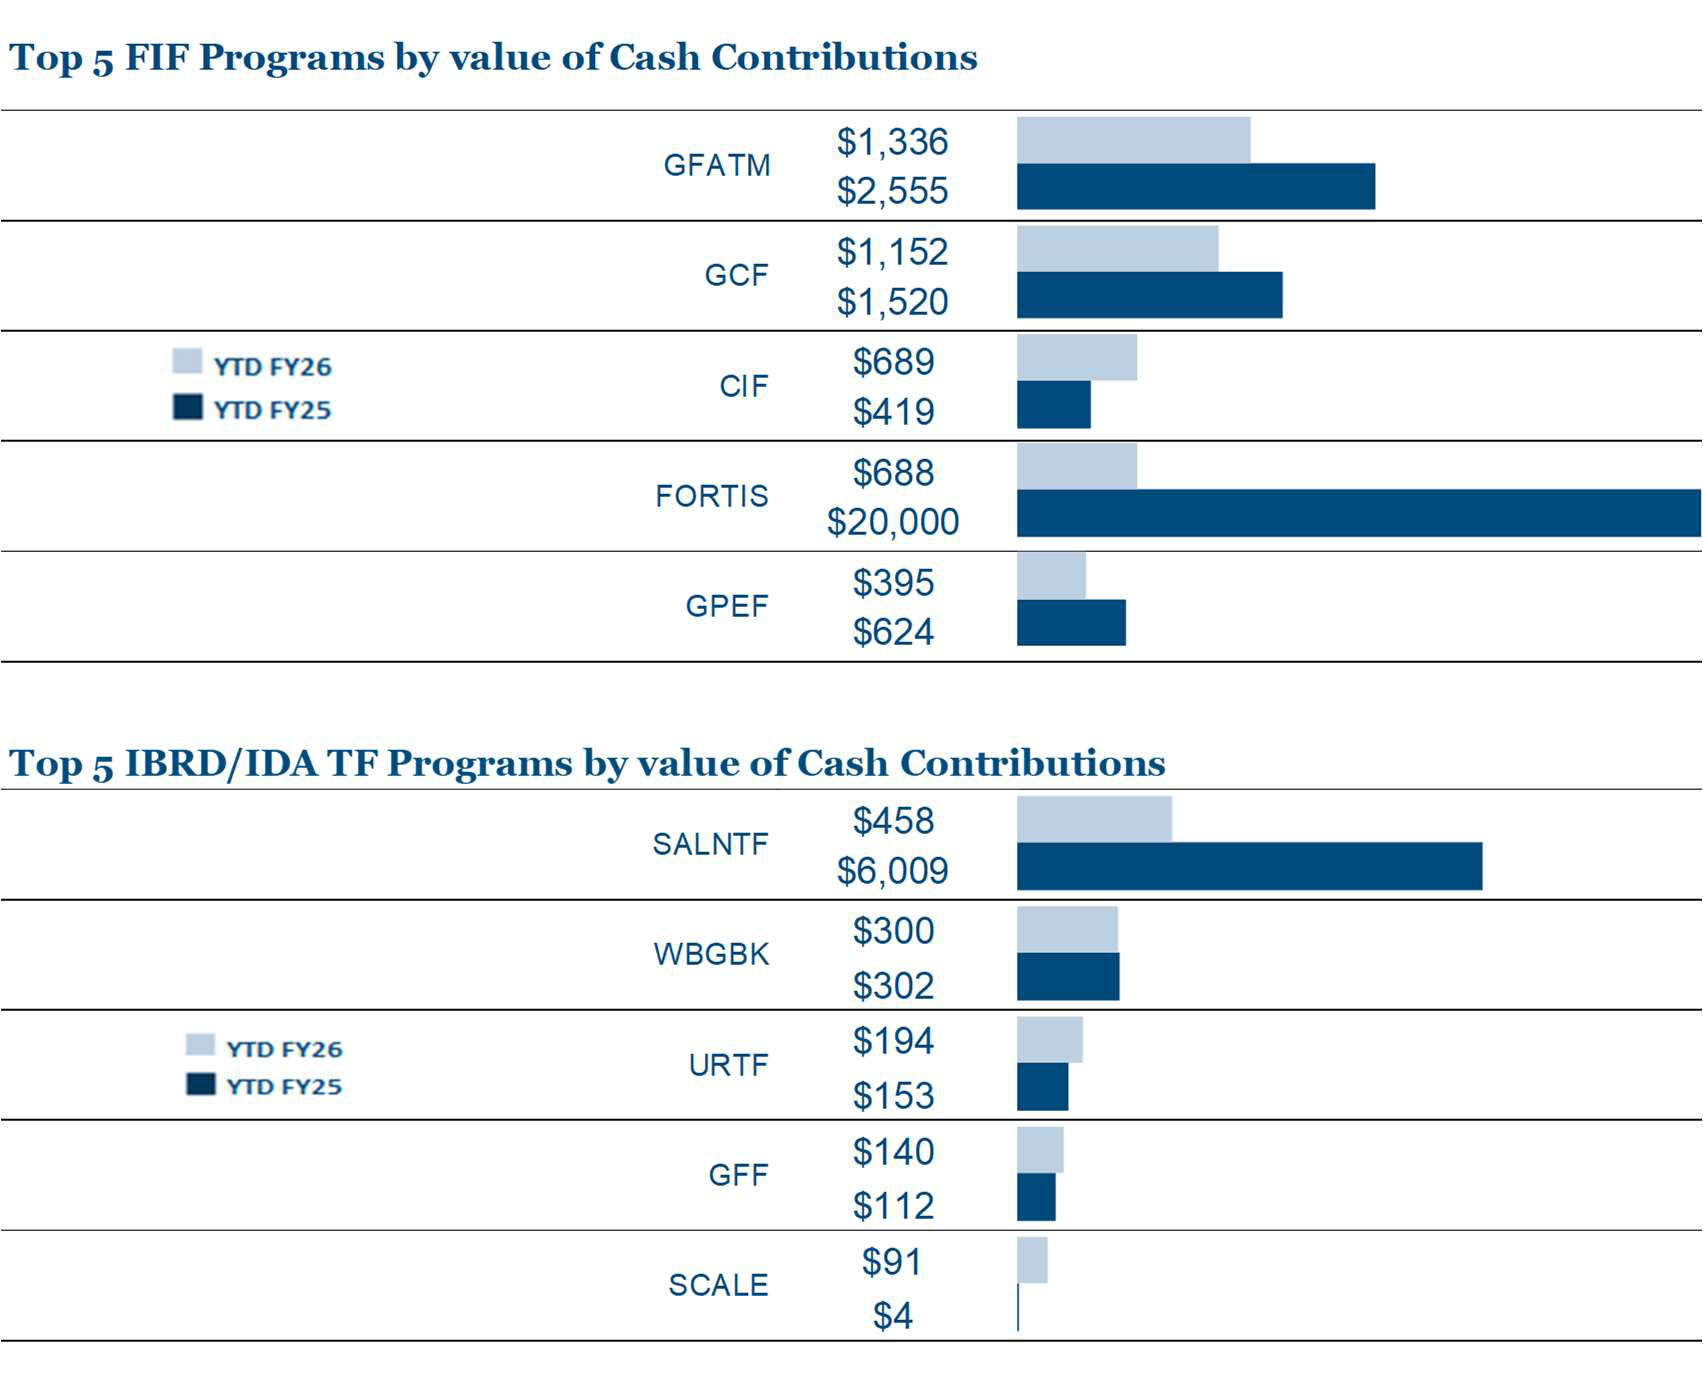 Top 5 FIF Programs by value of Cash Contributions
GFATM
$1,336
$2,555
GCF
$1,152
$1,520
YTD FY26
YTD FY25
CIF
$689
$419
FORTIS
$688
$20,000
GPEF
$395
$624
Top 5 IBRD/IDA TF Programs by value of Cash Contributions
SALNTF
$458
$6,009
WBGBK
$300
$302
YTD FY26
YTD FY25
URTF
$194
$153
GFF
$140
$112
SCALE
$91
$4